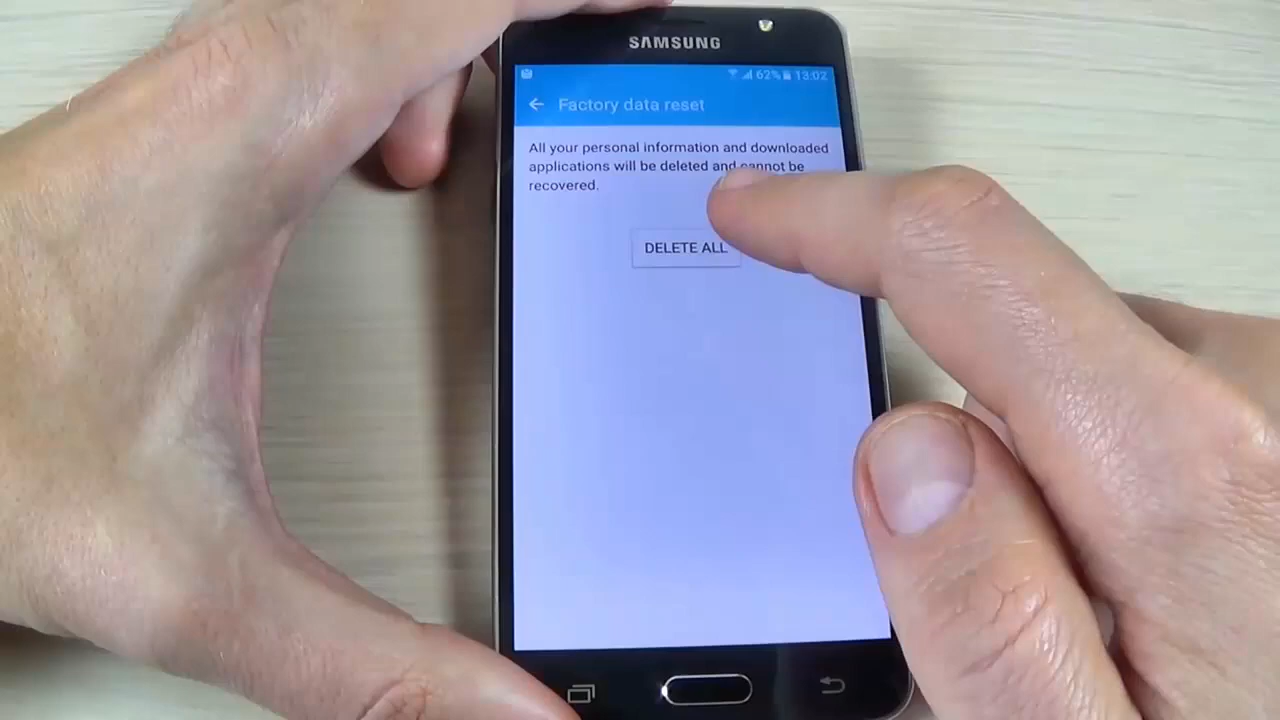 SAMSUNG
62% 13:02
Factory data reset
All your personal information and downloaded
applications will be deleted and cannot be
recovered.
DELETE ALL